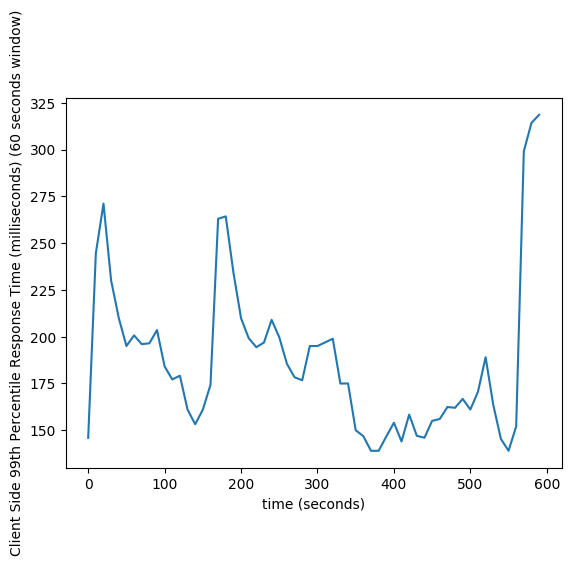 Client Side 99th Percentile Response Time (milliseconds) (60 seconds window)
325
300
275
250
225
200
175
150
0 100 200 300 400 500 600
time (seconds)